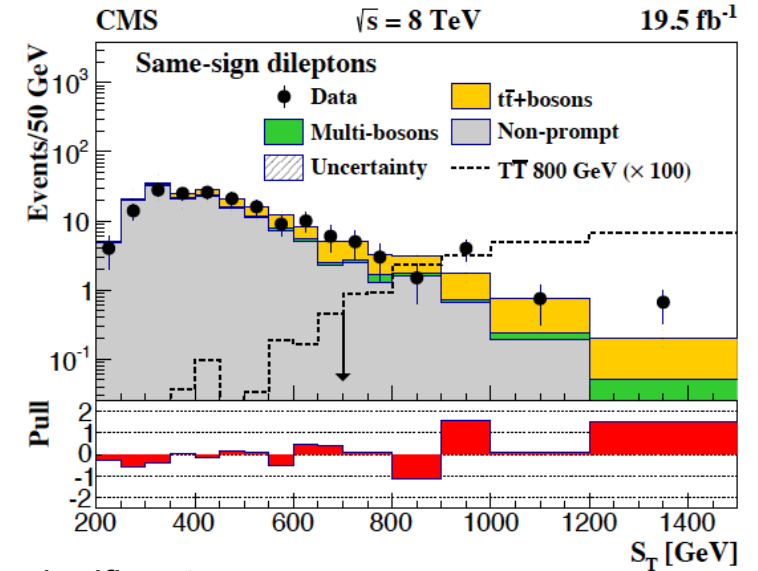 CMS √s = 8 TeV 19.5 fb⁻¹
Same-sign dileptons
Data
tt̄+bosons
Multi-bosons
Non-prompt
Uncertainty
TT̄ 800 GeV (× 100)
Events/50 GeV
10³
10²
10
1
10⁻¹
Pull
2
1
0
-1
-2
200 400 600 800 1000 1200 1400
S_T [GeV]